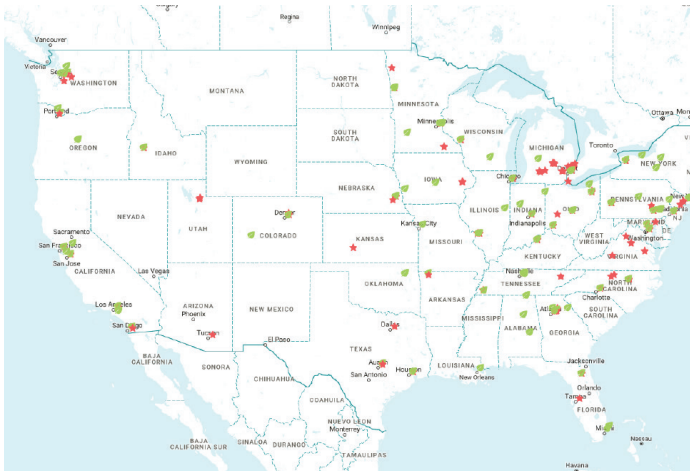 Regina
Winnipeg
Vancouver
Victoria
WASHINGTON
NORTH
DAKOTA
MONTANA
MINNESOTA
Ottawa
Portland
Minneapolis
WISCONSIN
MICHIGAN
Toronto
OREGON
IDAHO
SOUTH
DAKOTA
NEW YORK
WYOMING
IOWA
Chicago
NEBRASKA
PENNSYLVANIA
NEVADA
UTAH
Denver
COLORADO
ILLINOIS
INDIANA
Indianapolis
OHIO
MARYLAND
NJ
DE
Washington
Sacramento
San Francisco
San Jose
CALIFORNIA
KANSAS
Kansas City
MISSOURI
WEST
VIRGINIA
VIRGINIA
KENTUCKY
Las Vegas
Nashville
TENNESSEE
NORTH
CAROLINA
Charlotte
OKLAHOMA
ARKANSAS
Los Angeles
ARIZONA
Phoenix
NEW MEXICO
SOUTH
CAROLINA
Atlanta
MISSISSIPPI
ALABAMA
GEORGIA
San Diego
Tucson
Dallas
El Paso
TEXAS
BAJA
CALIFORNIA
SONORA
CHIHUAHUA
Austin
San Antonio
Houston
LOUISIANA
New Orleans
Jacksonville
Orlando
Tampa
FLORIDA
COAHUILA
NUEVO LEON
Monterrey
BAJA
CALIFORNIA SUR
SINALOA
DURANGO
TAMAULIPAS
Miami
Nassau
Havana